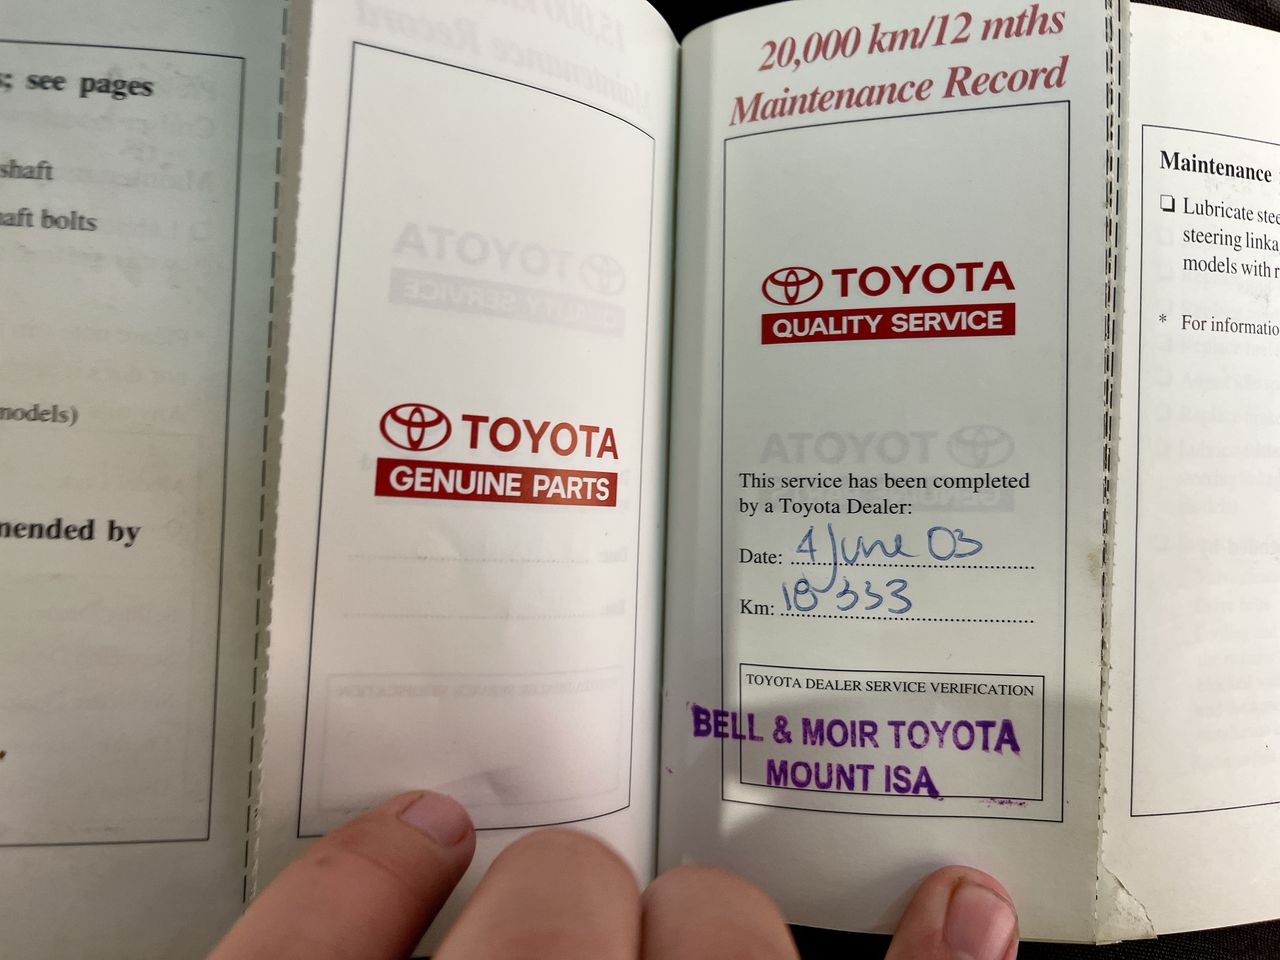 ; see pages
shaft
aft bolts
models)
mended by
TOYOTA
GENUINE PARTS
20,000 km/12 mths
Maintenance Record
TOYOTA
QUALITY SERVICE
This service has been completed
by a Toyota Dealer:
Date: 4 June 03
Km: 18 333
TOYOTA DEALER SERVICE VERIFICATION
BELL & MOIR TOYOTA
MOUNT ISA
Maintenance
❏ Lubricate stee
steering linka
models with r
* For informatio